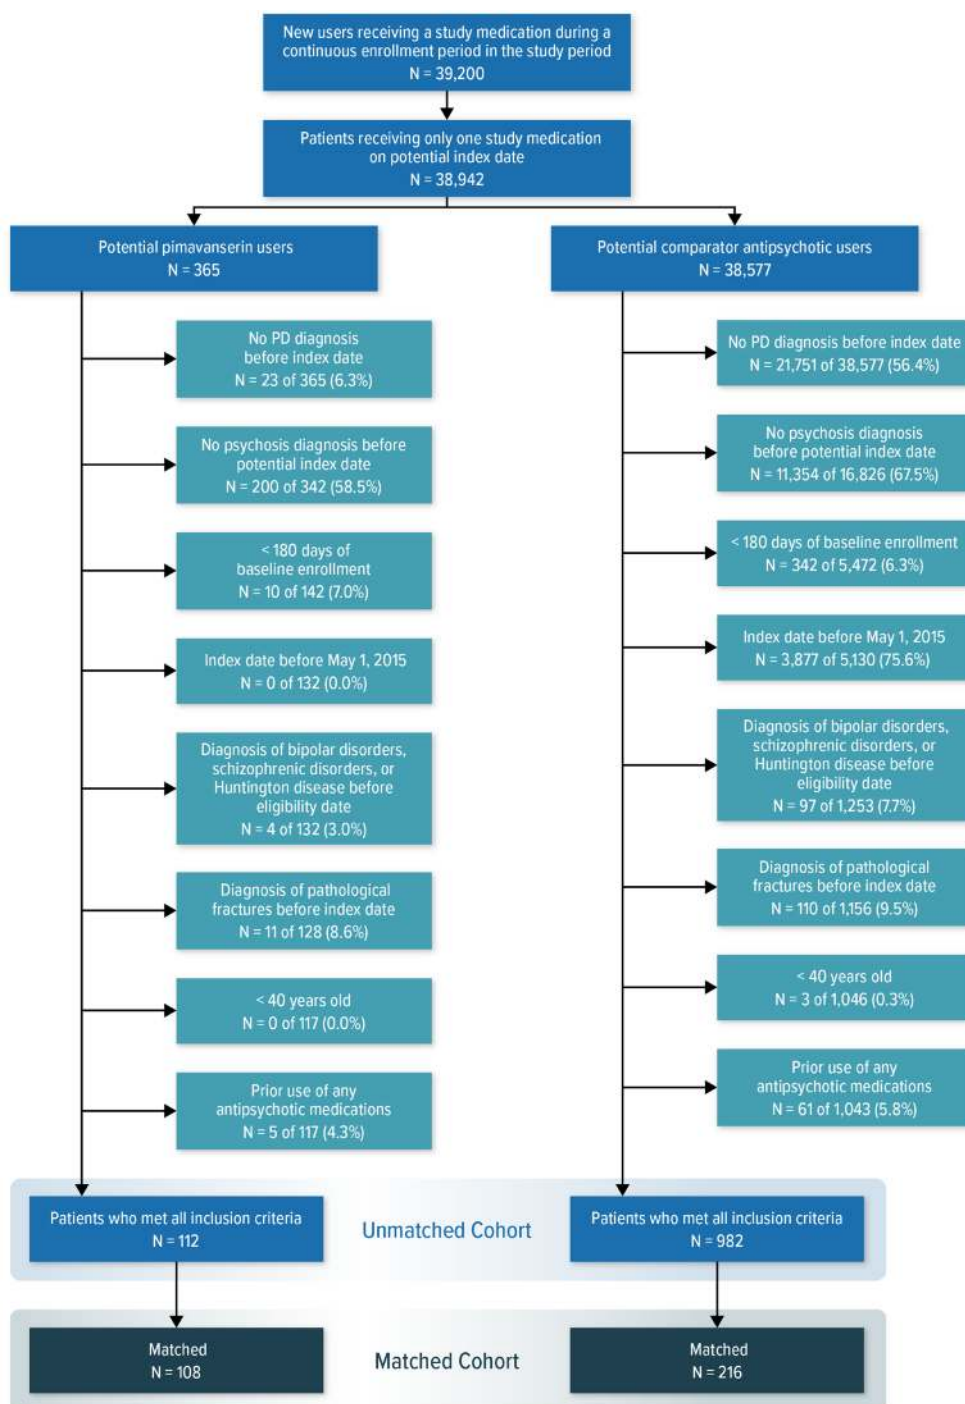 New users receiving a study medication during a
continuous enrollment period in the study period
N = 39,200
Patients receiving only one study medication
on potential index date
N = 38,942
Potential pimavanserin users
N = 365
No PD diagnosis
before index date
N = 23 of 365 (6.3%)
No psychosis diagnosis before
potential index date
N = 200 of 342 (58.5%)
< 180 days of
baseline enrollment
N = 10 of 142 (7.0%)
Index date before May 1, 2015
N = 0 of 132 (0.0%)
Diagnosis of bipolar disorders,
schizophrenic disorders, or
Huntington disease before
eligibility date
N = 4 of 132 (3.0%)
Diagnosis of pathological
fractures before index date
N = 11 of 128 (8.6%)
< 40 years old
N = 0 of 117 (0.0%)
Prior use of any
antipsychotic medications
N = 5 of 117 (4.3%)
Potential comparator antipsychotic users
N = 38,577
No PD diagnosis before index date
N = 21,751 of 38,577 (56.4%)
No psychosis diagnosis
before potential index date
N = 11,354 of 16,826 (67.5%)
< 180 days of baseline enrollment
N = 342 of 5,472 (6.3%)
Index date before May 1, 2015
N = 3,877 of 5,130 (75.6%)
Diagnosis of bipolar disorders,
schizophrenic disorders, or
Huntington disease before
eligibility date
N = 97 of 1,253 (7.7%)
Diagnosis of pathological
fractures before index date
N = 110 of 1,156 (9.5%)
< 40 years old
N = 3 of 1,046 (0.3%)
Prior use of any
antipsychotic medications
N = 61 of 1,043 (5.8%)
Patients who met all inclusion criteria
N = 112
Unmatched Cohort
Patients who met all inclusion criteria
N = 982
Matched
N = 108
Matched Cohort
Matched
N = 216